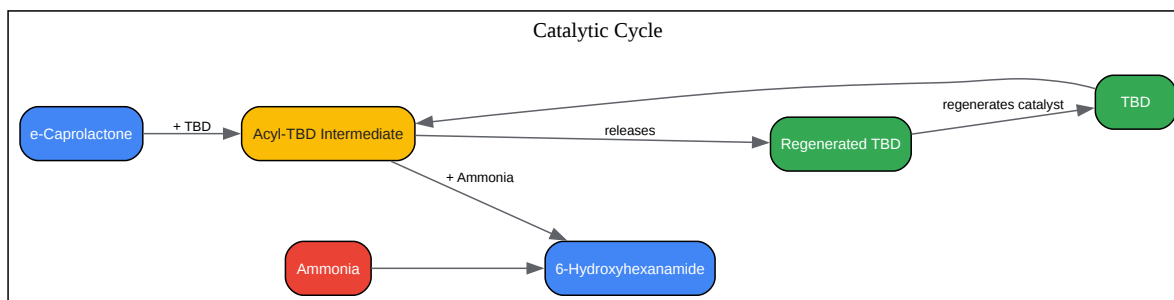 Catalytic Cycle
e-Caprolactone
+ TBD
Acyl-TBD Intermediate
releases
Regenerated TBD
regenerates catalyst
TBD
+ Ammonia
Ammonia
6-Hydroxyhexanamide